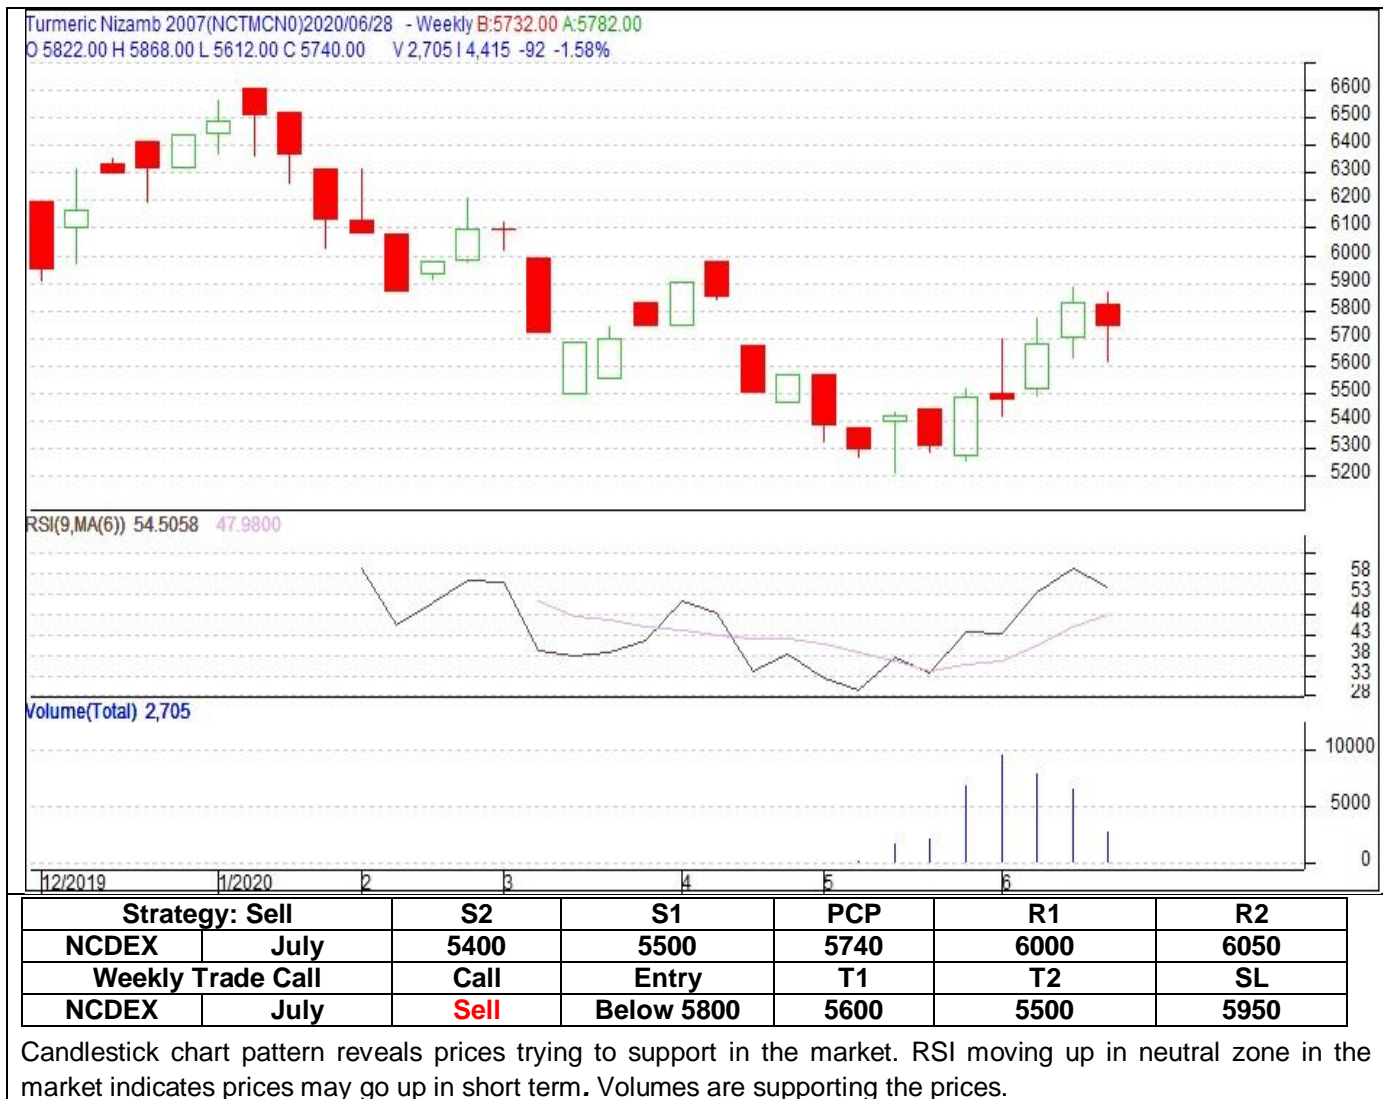 Turmeric Nizamb 2007(NCTMCN0)2020/06/28 - Weekly B:5732.00 A:5782.00
O 5822.00 H 5868.00 L 5612.00 C 5740.00 V 2,705 I 4,415 -92 -1.58%
6600
6500
6400
6300
6200
6100
6000
5900
5800
5700
5600
5500
5400
5300
5200
RSI(9,MA(6)) 54.5058 47.9800
58
53
48
43
38
33
28
Volume(Total) 2,705
10000
5000
0
12/2019 1/2020 2 3 4 5 6
Strategy: Sell S2 S1 PCP R1 R2
NCDEX July 5400 5500 5740 6000 6050
Weekly Trade Call Call Entry T1 T2 SL
NCDEX July Sell Below 5800 5600 5500 5950
Candlestick chart pattern reveals prices trying to support in the market. RSI moving up in neutral zone in the
market indicates prices may go up in short term. Volumes are supporting the prices.